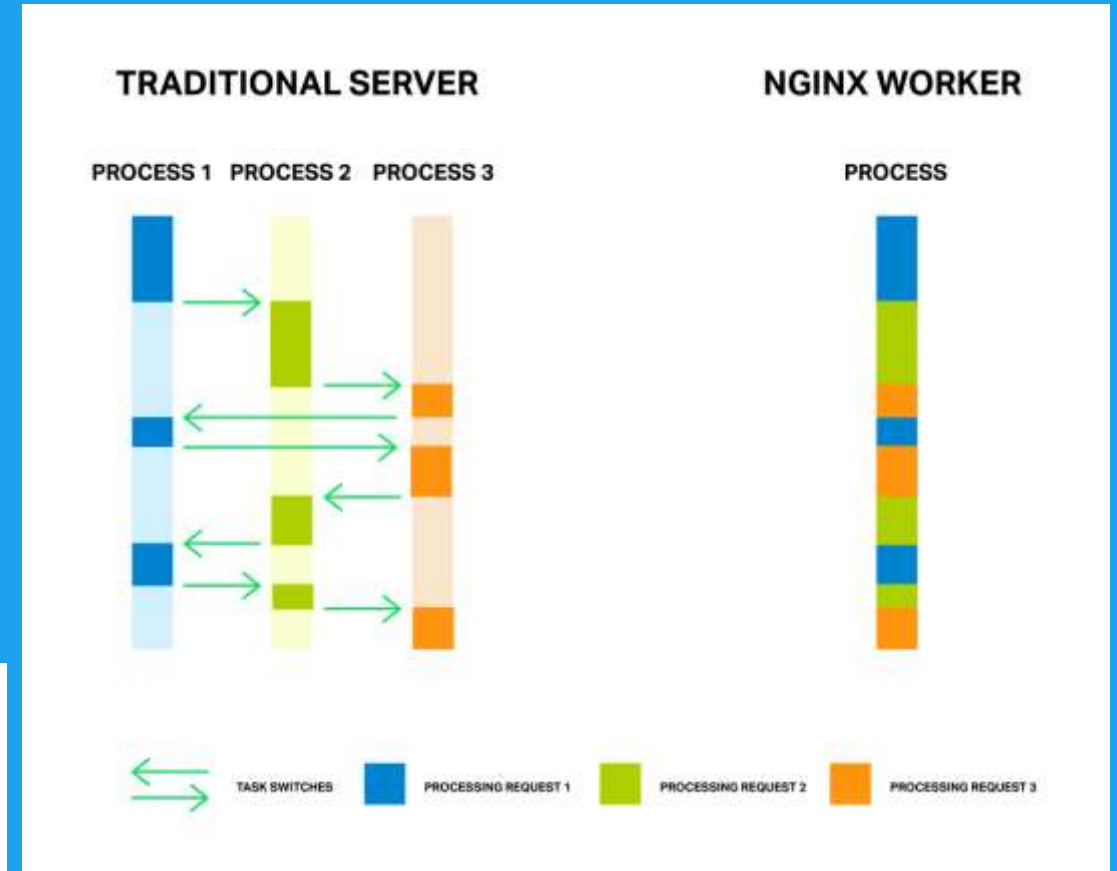 TRADITIONAL SERVER
NGINX WORKER
PROCESS 1 PROCESS 2 PROCESS 3
PROCESS
TASK SWITCHES
PROCESSING REQUEST 1
PROCESSING REQUEST 2
PROCESSING REQUEST 3